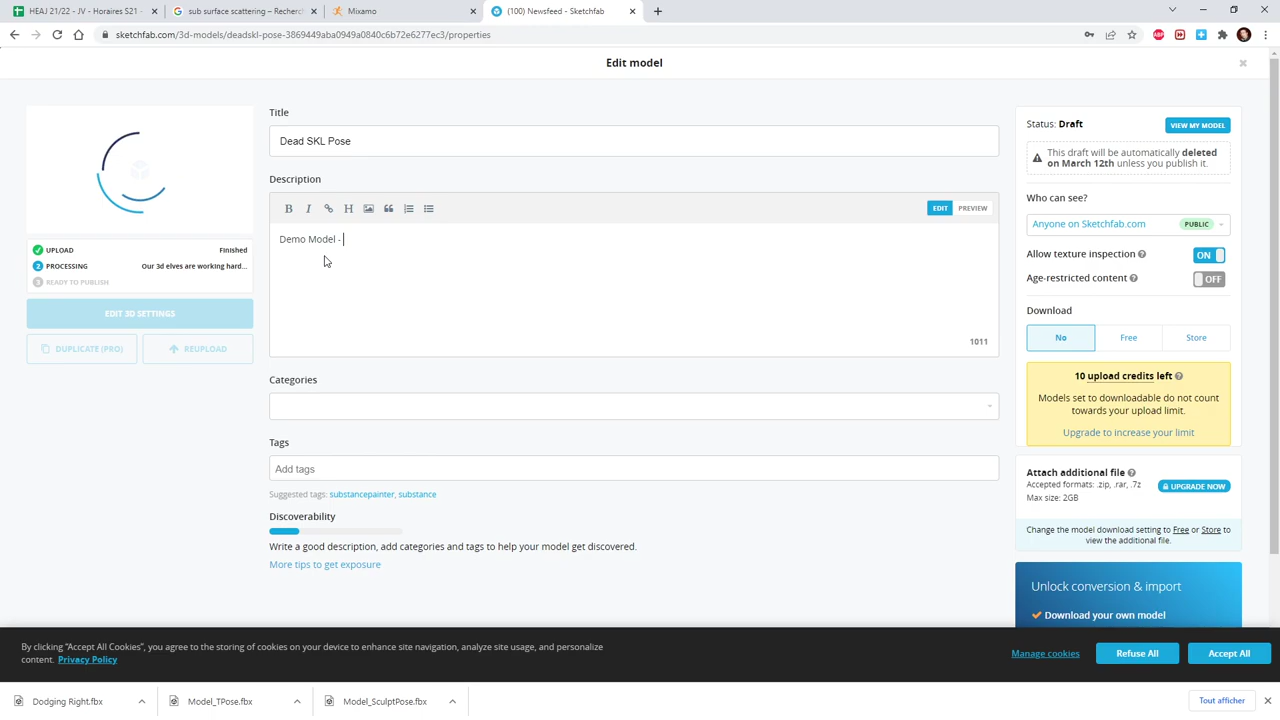 HEAJ 21/22 - JV - Horaires S21 -
sub surface scattering – Recherc
Mixamo
(100) Newsfeed - Sketchfab
sketchfab.com/3d-models/deadskl-pose-3869449aba0949a0840c6b72e6277ec3/properties
Edit model
UPLOAD Finished
2 PROCESSING Our 3d elves are working hard...
3 READY TO PUBLISH
EDIT 3D SETTINGS
DUPLICATE (PRO) REUPLOAD
Title
Dead SKL Pose
Description
B I H EDIT PREVIEW
Demo Model -
1011
Categories
Tags
Add tags
Suggested tags: substancepainter, substance
Discoverability
Write a good description, add categories and tags to help your model get discovered.
More tips to get exposure
Status: Draft VIEW MY MODEL
This draft will be automatically deleted
on March 12th unless you publish it.
Who can see?
Anyone on Sketchfab.com PUBLIC
Allow texture inspection ? ON
Age-restricted content ? OFF
Download
No Free Store
10 upload credits left ?
Models set to downloadable do not count
towards your upload limit.
Upgrade to increase your limit
Attach additional file ?
Accepted formats: .zip, .rar, .7z
Max size: 2GB
UPGRADE NOW
Change the model download setting to Free or Store to
view the additional file.
Unlock conversion & import
Download your own model
By clicking “Accept All Cookies”, you agree to the storing of cookies on your device to enhance site navigation, analyze site usage, and personalize
content. Privacy Policy
Manage cookies Refuse All Accept All
Dodging Right.fbx Model_TPose.fbx Model_SculptPose.fbx Tout afficher